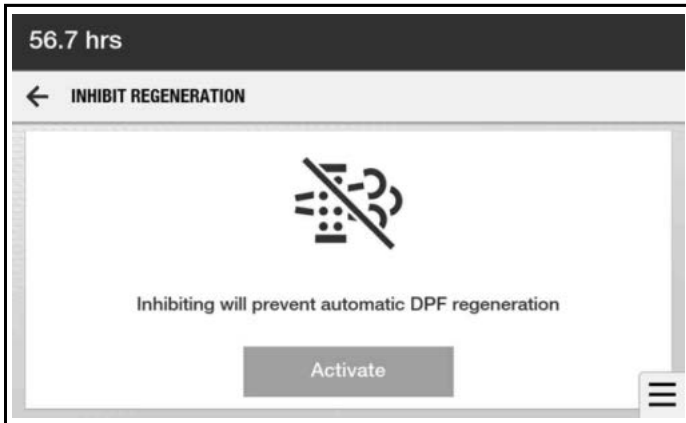 56.7 hrs
INHIBIT REGENERATION
Inhibiting will prevent automatic DPF regeneration
Activate